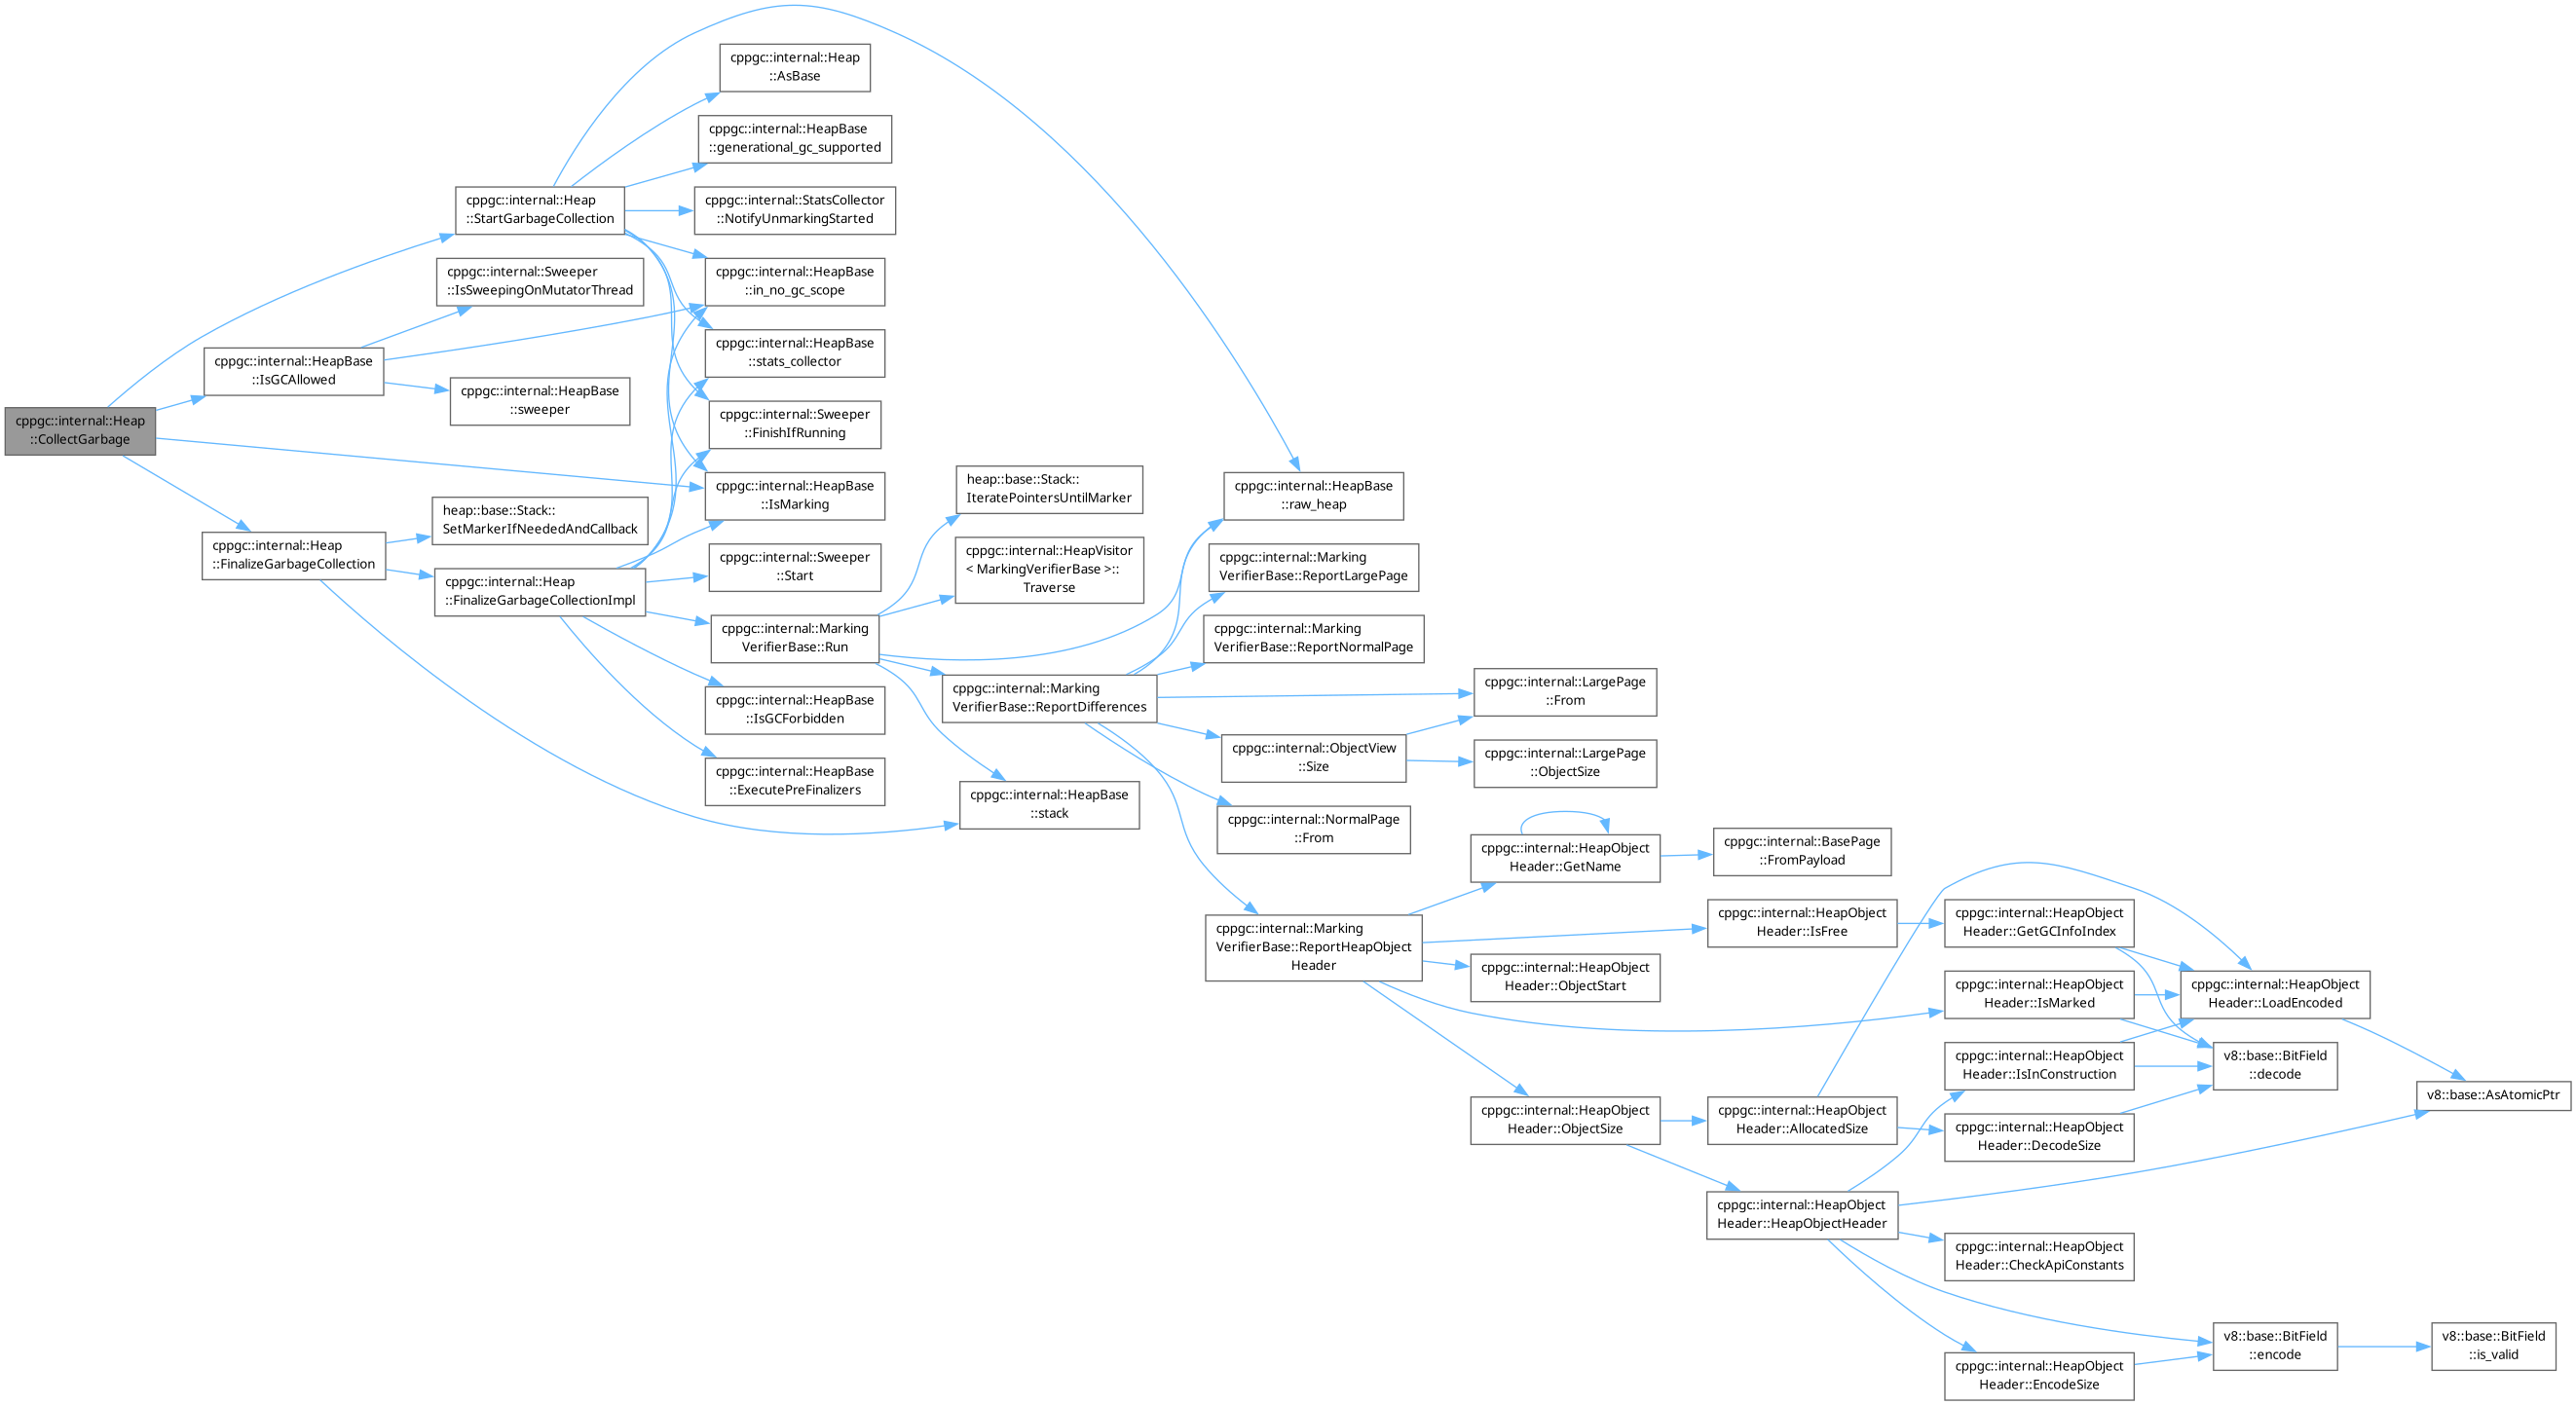 cppgc::internal::Heap
::CollectGarbage
cppgc::internal::Heap
::StartGarbageCollection
cppgc::internal::HeapBase
::IsGCAllowed
cppgc::internal::Heap
::FinalizeGarbageCollection
cppgc::internal::Sweeper
::IsSweepingOnMutatorThread
cppgc::internal::HeapBase
::sweeper
heap::base::Stack::
SetMarkerIfNeededAndCallback
cppgc::internal::Heap
::FinalizeGarbageCollectionImpl
cppgc::internal::Heap
::AsBase
cppgc::internal::HeapBase
::generational_gc_supported
cppgc::internal::StatsCollector
::NotifyUnmarkingStarted
cppgc::internal::HeapBase
::in_no_gc_scope
cppgc::internal::HeapBase
::stats_collector
cppgc::internal::Sweeper
::FinishIfRunning
cppgc::internal::HeapBase
::IsMarking
cppgc::internal::Sweeper
::Start
cppgc::internal::Marking
VerifierBase::Run
cppgc::internal::HeapBase
::IsGCForbidden
cppgc::internal::HeapBase
::ExecutePreFinalizers
heap::base::Stack::
IteratePointersUntilMarker
cppgc::internal::HeapVisitor
< MarkingVerifierBase >::
Traverse
cppgc::internal::Marking
VerifierBase::ReportDifferences
cppgc::internal::HeapBase
::stack
cppgc::internal::HeapBase
::raw_heap
cppgc::internal::Marking
VerifierBase::ReportLargePage
cppgc::internal::Marking
VerifierBase::ReportNormalPage
cppgc::internal::ObjectView
::Size
cppgc::internal::NormalPage
::From
cppgc::internal::Marking
VerifierBase::ReportHeapObject
Header
cppgc::internal::LargePage
::From
cppgc::internal::LargePage
::ObjectSize
cppgc::internal::HeapObject
Header::GetName
cppgc::internal::HeapObject
Header::ObjectStart
cppgc::internal::HeapObject
Header::ObjectSize
cppgc::internal::BasePage
::FromPayload
cppgc::internal::HeapObject
Header::IsFree
cppgc::internal::HeapObject
Header::AllocatedSize
cppgc::internal::HeapObject
Header::HeapObjectHeader
cppgc::internal::HeapObject
Header::GetGCInfoIndex
cppgc::internal::HeapObject
Header::IsMarked
cppgc::internal::HeapObject
Header::IsInConstruction
cppgc::internal::HeapObject
Header::DecodeSize
cppgc::internal::HeapObject
Header::CheckApiConstants
cppgc::internal::HeapObject
Header::EncodeSize
cppgc::internal::HeapObject
Header::LoadEncoded
v8::base::BitField
::decode
v8::base::BitField
::encode
v8::base::AsAtomicPtr
v8::base::BitField
::is_valid